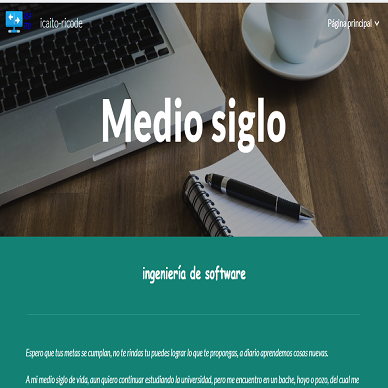 icaito-ricode
Página principal
Medio siglo
ingeniería de software
Espero que tus metas se cumplan, no te rindas tu puedes lograr lo que te propongas, a diario aprendemos cosas nuevas.
A mi medio siglo de vida, aun quiero continuar estudiando la universidad, pero me encuentro en un bache, hoyo o pozo, del cual me